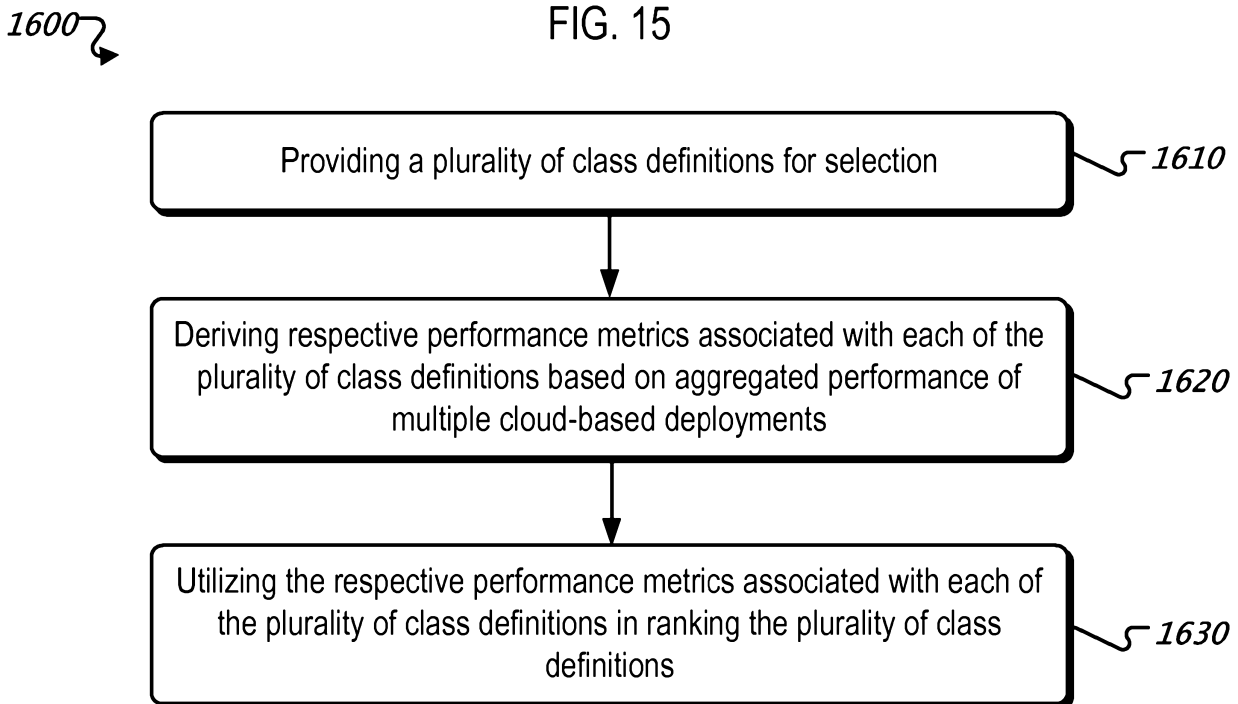 1600
FIG. 15
Providing a plurality of class definitions for selection
1610
Deriving respective performance metrics associated with each of the
plurality of class definitions based on aggregated performance of
multiple cloud-based deployments
1620
Utilizing the respective performance metrics associated with each of
the plurality of class definitions in ranking the plurality of class
definitions
1630